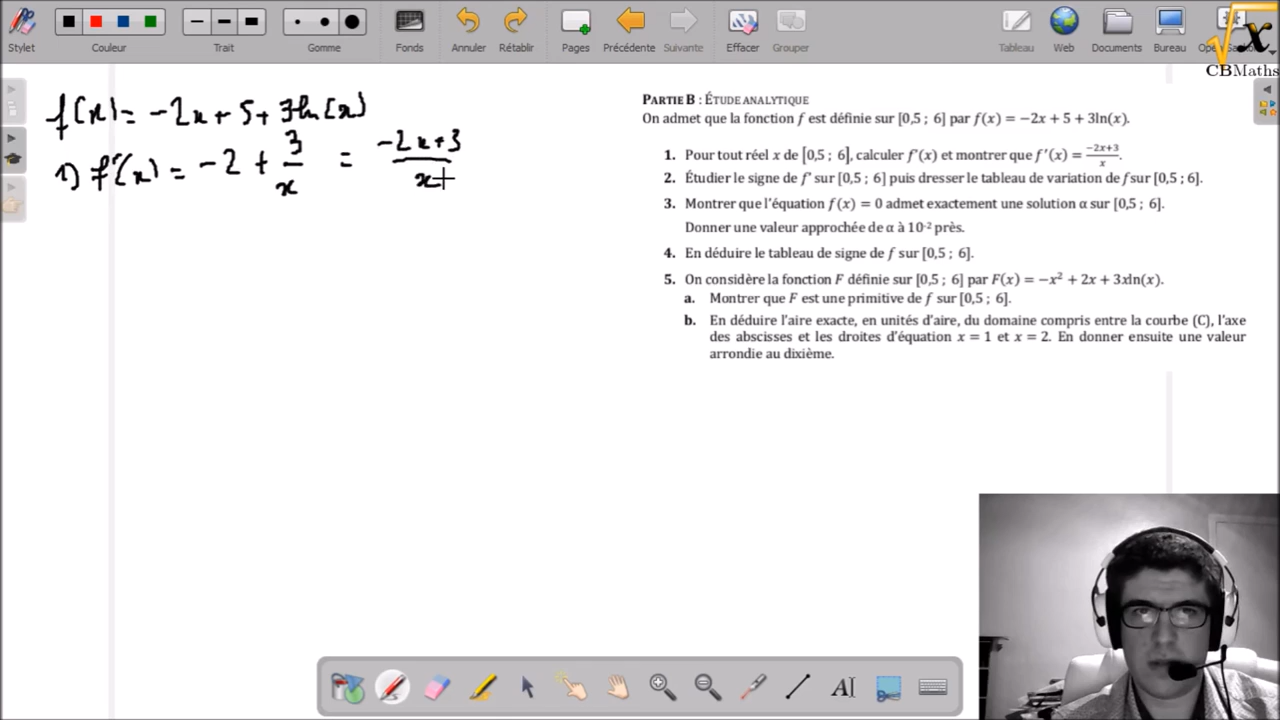 Stylet Couleur Trait Gomme Fonds Annuler Rétablir Pages Précédente Suivante Effacer Grouper Tableau Web Documents Bureau
CBMaths
f(x) = -2x + 5 + 3ln(x)
1) f'(x) = -2 + 3/x = (-2x+3)/x
PARTIE B : ÉTUDE ANALYTIQUE
On admet que la fonction f est définie sur [0,5 ; 6] par f(x) = −2x + 5 + 3ln(x).
1. Pour tout réel x de [0,5 ; 6], calculer f'(x) et montrer que f'(x) = (−2x+3)/x.
2. Étudier le signe de f' sur [0,5 ; 6] puis dresser le tableau de variation de f sur [0,5 ; 6].
3. Montrer que l'équation f(x) = 0 admet exactement une solution α sur [0,5 ; 6].
Donner une valeur approchée de α à 10⁻² près.
4. En déduire le tableau de signe de f sur [0,5 ; 6].
5. On considère la fonction F définie sur [0,5 ; 6] par F(x) = −x² + 2x + 3xln(x).
a. Montrer que F est une primitive de f sur [0,5 ; 6].
b. En déduire l'aire exacte, en unités d'aire, du domaine compris entre la courbe (C), l'axe
des abscisses et les droites d'équation x = 1 et x = 2. En donner ensuite une valeur
arrondie au dixième.